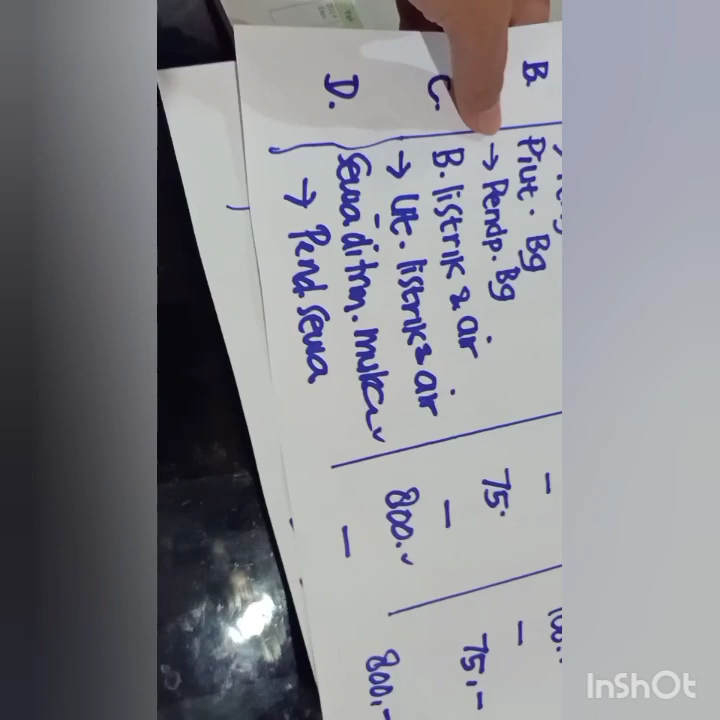 B. Piut. Bg - 
→ Pendp. Bg 75. -
C. B. listrik & air - 75,-
→ Ut. listrik & air 800.
D. Sewa ditrm. muka - 800,-
→ Pend sewa
InShOt